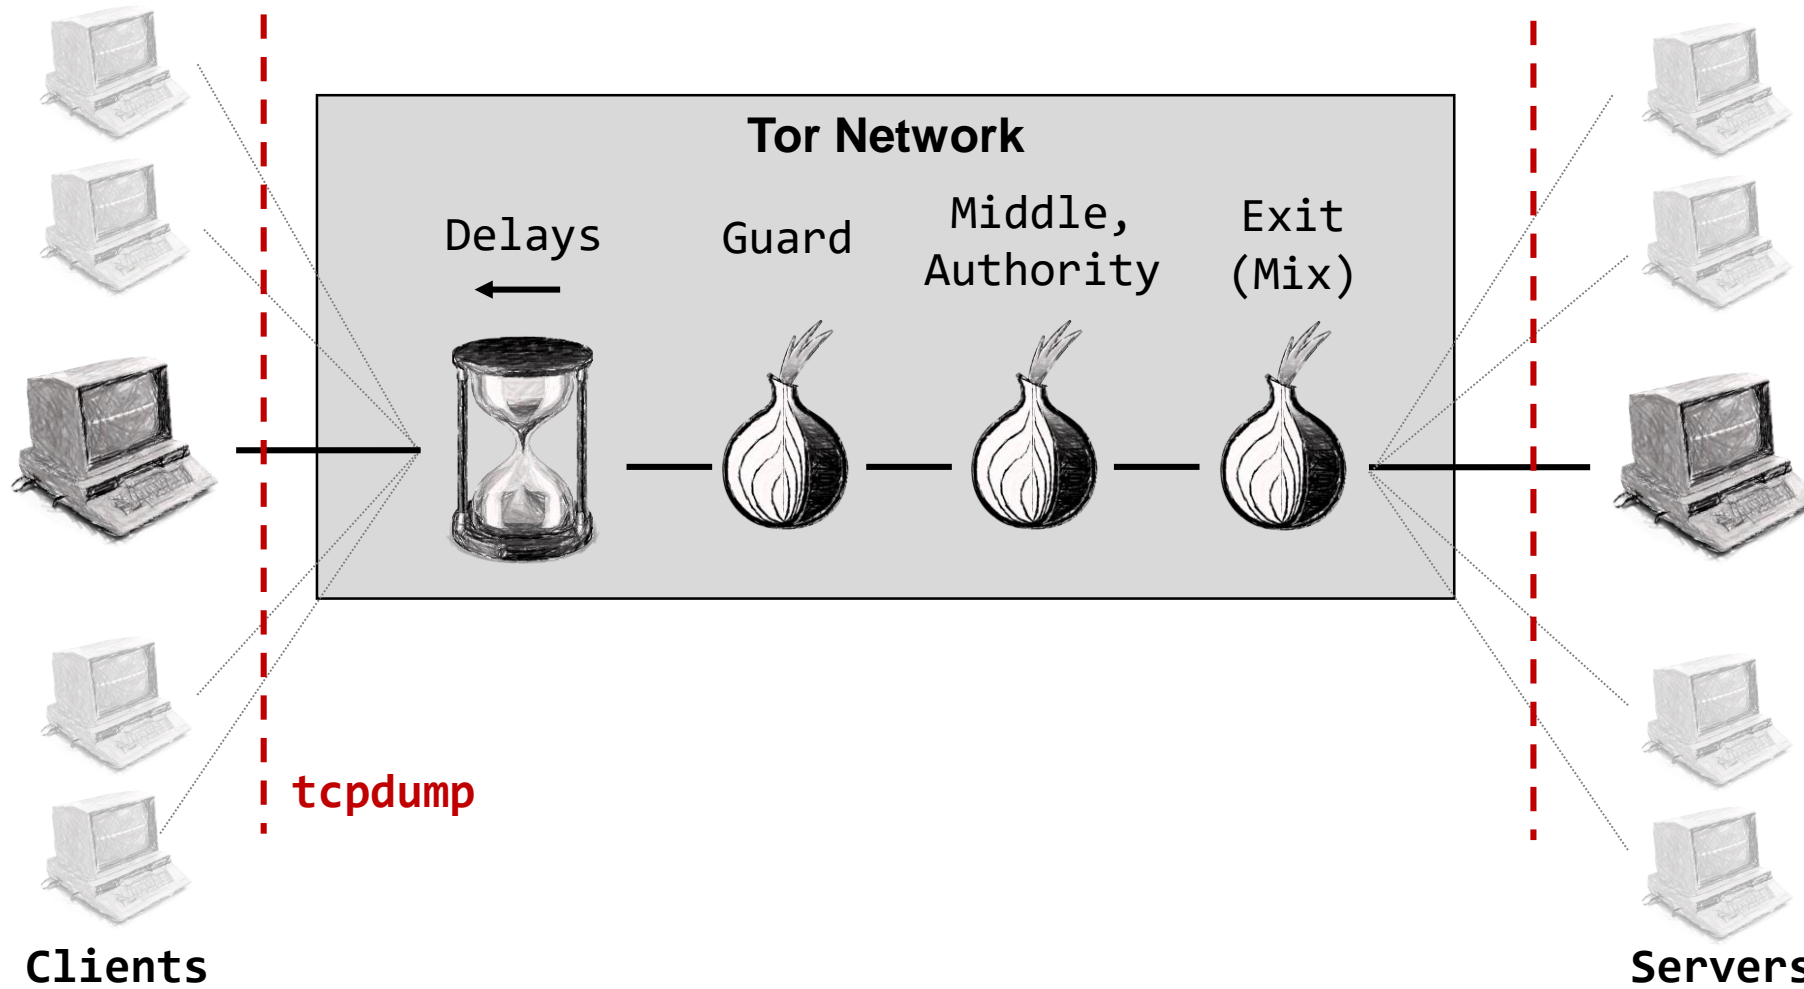 Tor Network
Delays
Guard
Middle,
Authority
Exit
(Mix)
tcpdump
Clients
Servers